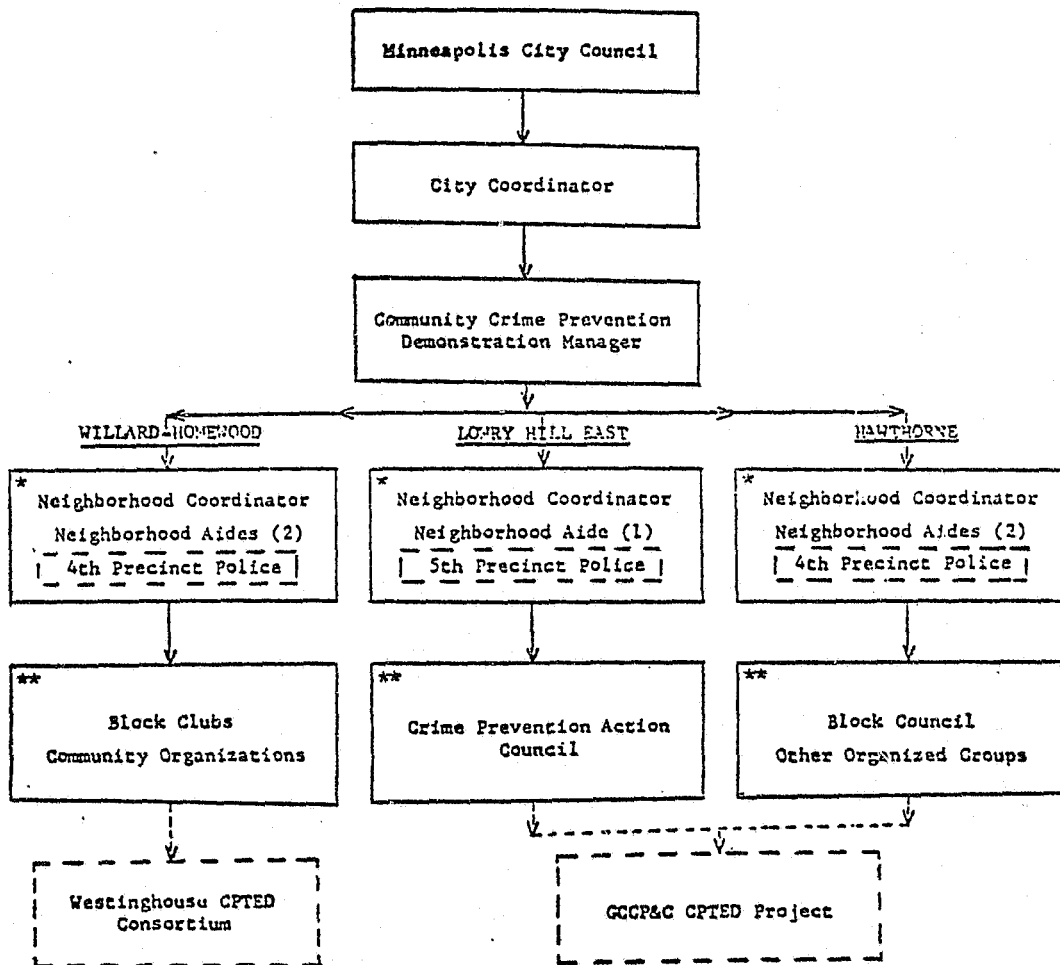 Minneapolis City Council
City Coordinator
Community Crime Prevention
Demonstration Manager
WILLARD-HOMEWOOD
LOWRY HILL EAST
HAWTHORNE
*
Neighborhood Coordinator
Neighborhood Aides (2)
4th Precinct Police
*
Neighborhood Coordinator
Neighborhood Aide (1)
5th Precinct Police
*
Neighborhood Coordinator
Neighborhood Aides (2)
4th Precinct Police
**
Block Clubs
Community Organizations
**
Crime Prevention Action
Council
**
Block Council
Other Organized Groups
Westinghouse CPTED
Consortium
GCCP&C CPTED Project